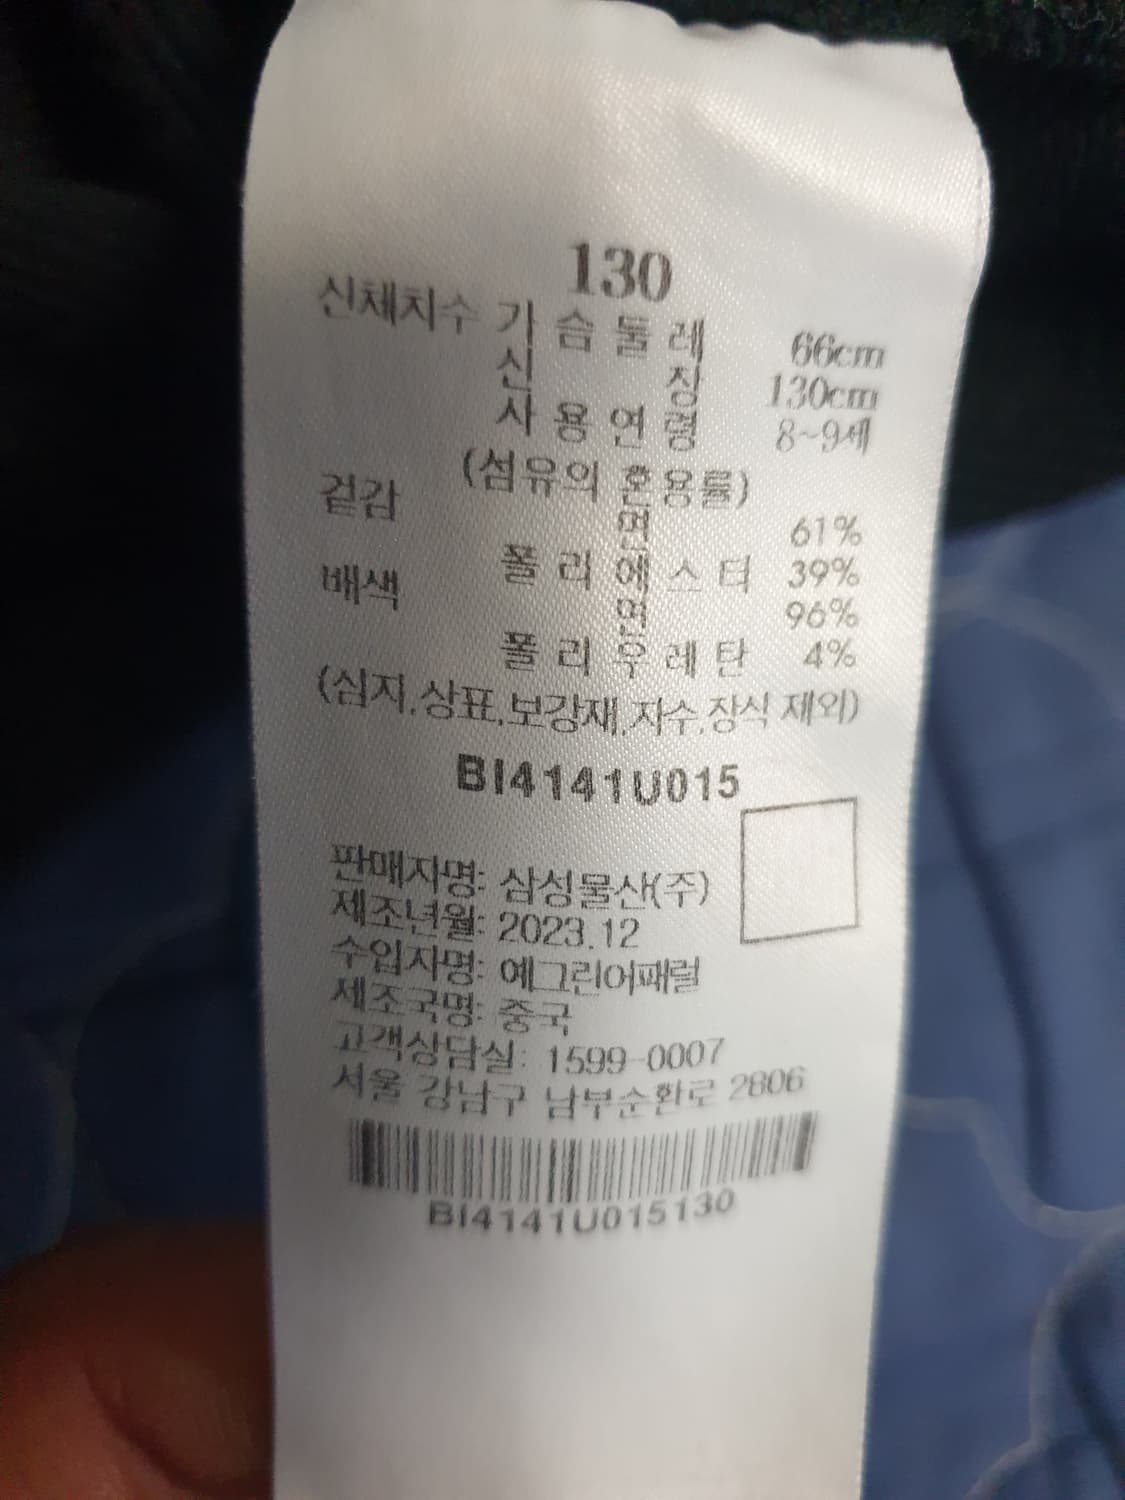 130
신체치수 가슴둘레 66cm
신장 130cm
사용연령 8~9세
(섬유의 혼용률)
겉감 면 61%
폴리에스터 39%
배색 면 96%
폴리우레탄 4%
(심지,상표,보강재,자수,장식 제외)
BI4141U015
판매자명: 삼성물산(주)
제조년월: 2023.12
수입자명: 예그린어패럴
제조국명: 중국
고객상담실: 1599-0007
서울 강남구 남부순환로 2806
BI4141U015130